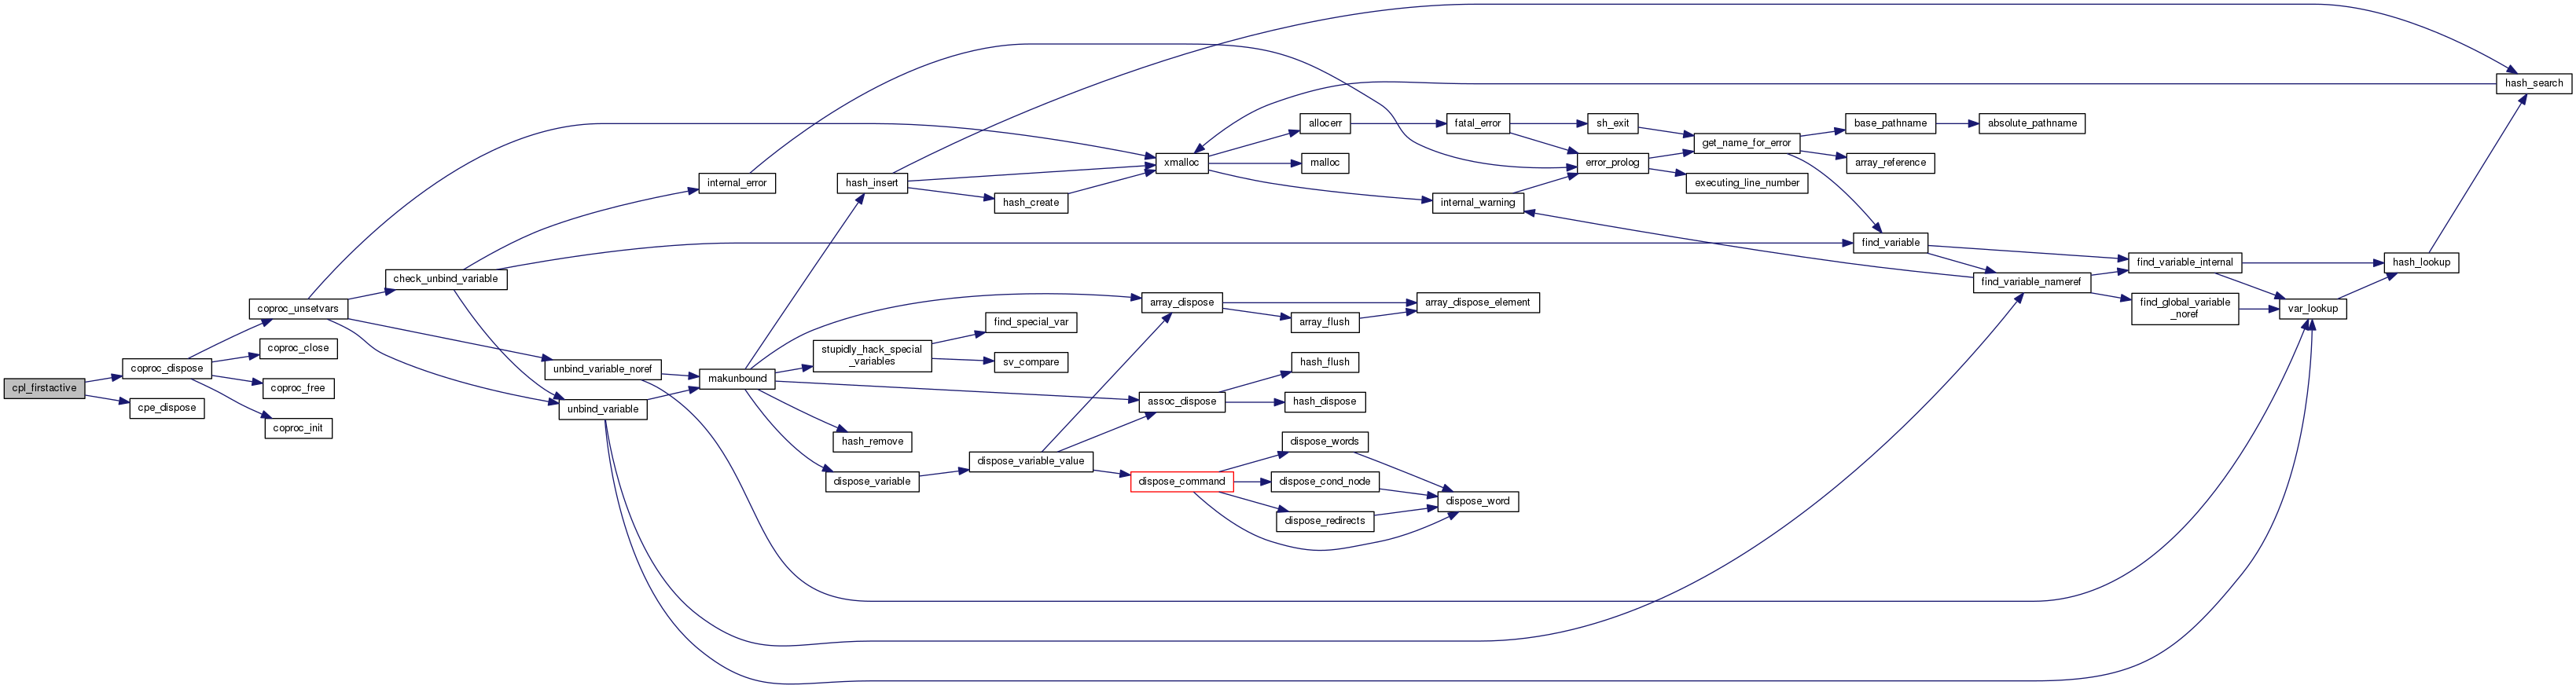 cpl_firstactive
coproc_dispose
cpe_dispose
coproc_unsetvars
coproc_close
coproc_free
coproc_init
check_unbind_variable
unbind_variable_noref
unbind_variable
internal_error
makunbound
hash_insert
stupidly_hack_special
_variables
hash_remove
dispose_variable
hash_create
find_special_var
sv_compare
dispose_variable_value
xmalloc
array_dispose
assoc_dispose
dispose_command
allocerr
malloc
array_flush
hash_flush
hash_dispose
dispose_words
dispose_cond_node
dispose_redirects
fatal_error
internal_warning
array_dispose_element
dispose_word
sh_exit
error_prolog
get_name_for_error
executing_line_number
base_pathname
array_reference
find_variable
absolute_pathname
find_variable_nameref
find_variable_internal
find_global_variable
_noref
var_lookup
hash_lookup
hash_search